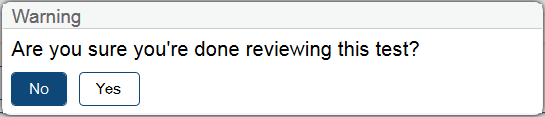 Warning
Are you sure you're done reviewing this test?
No Yes